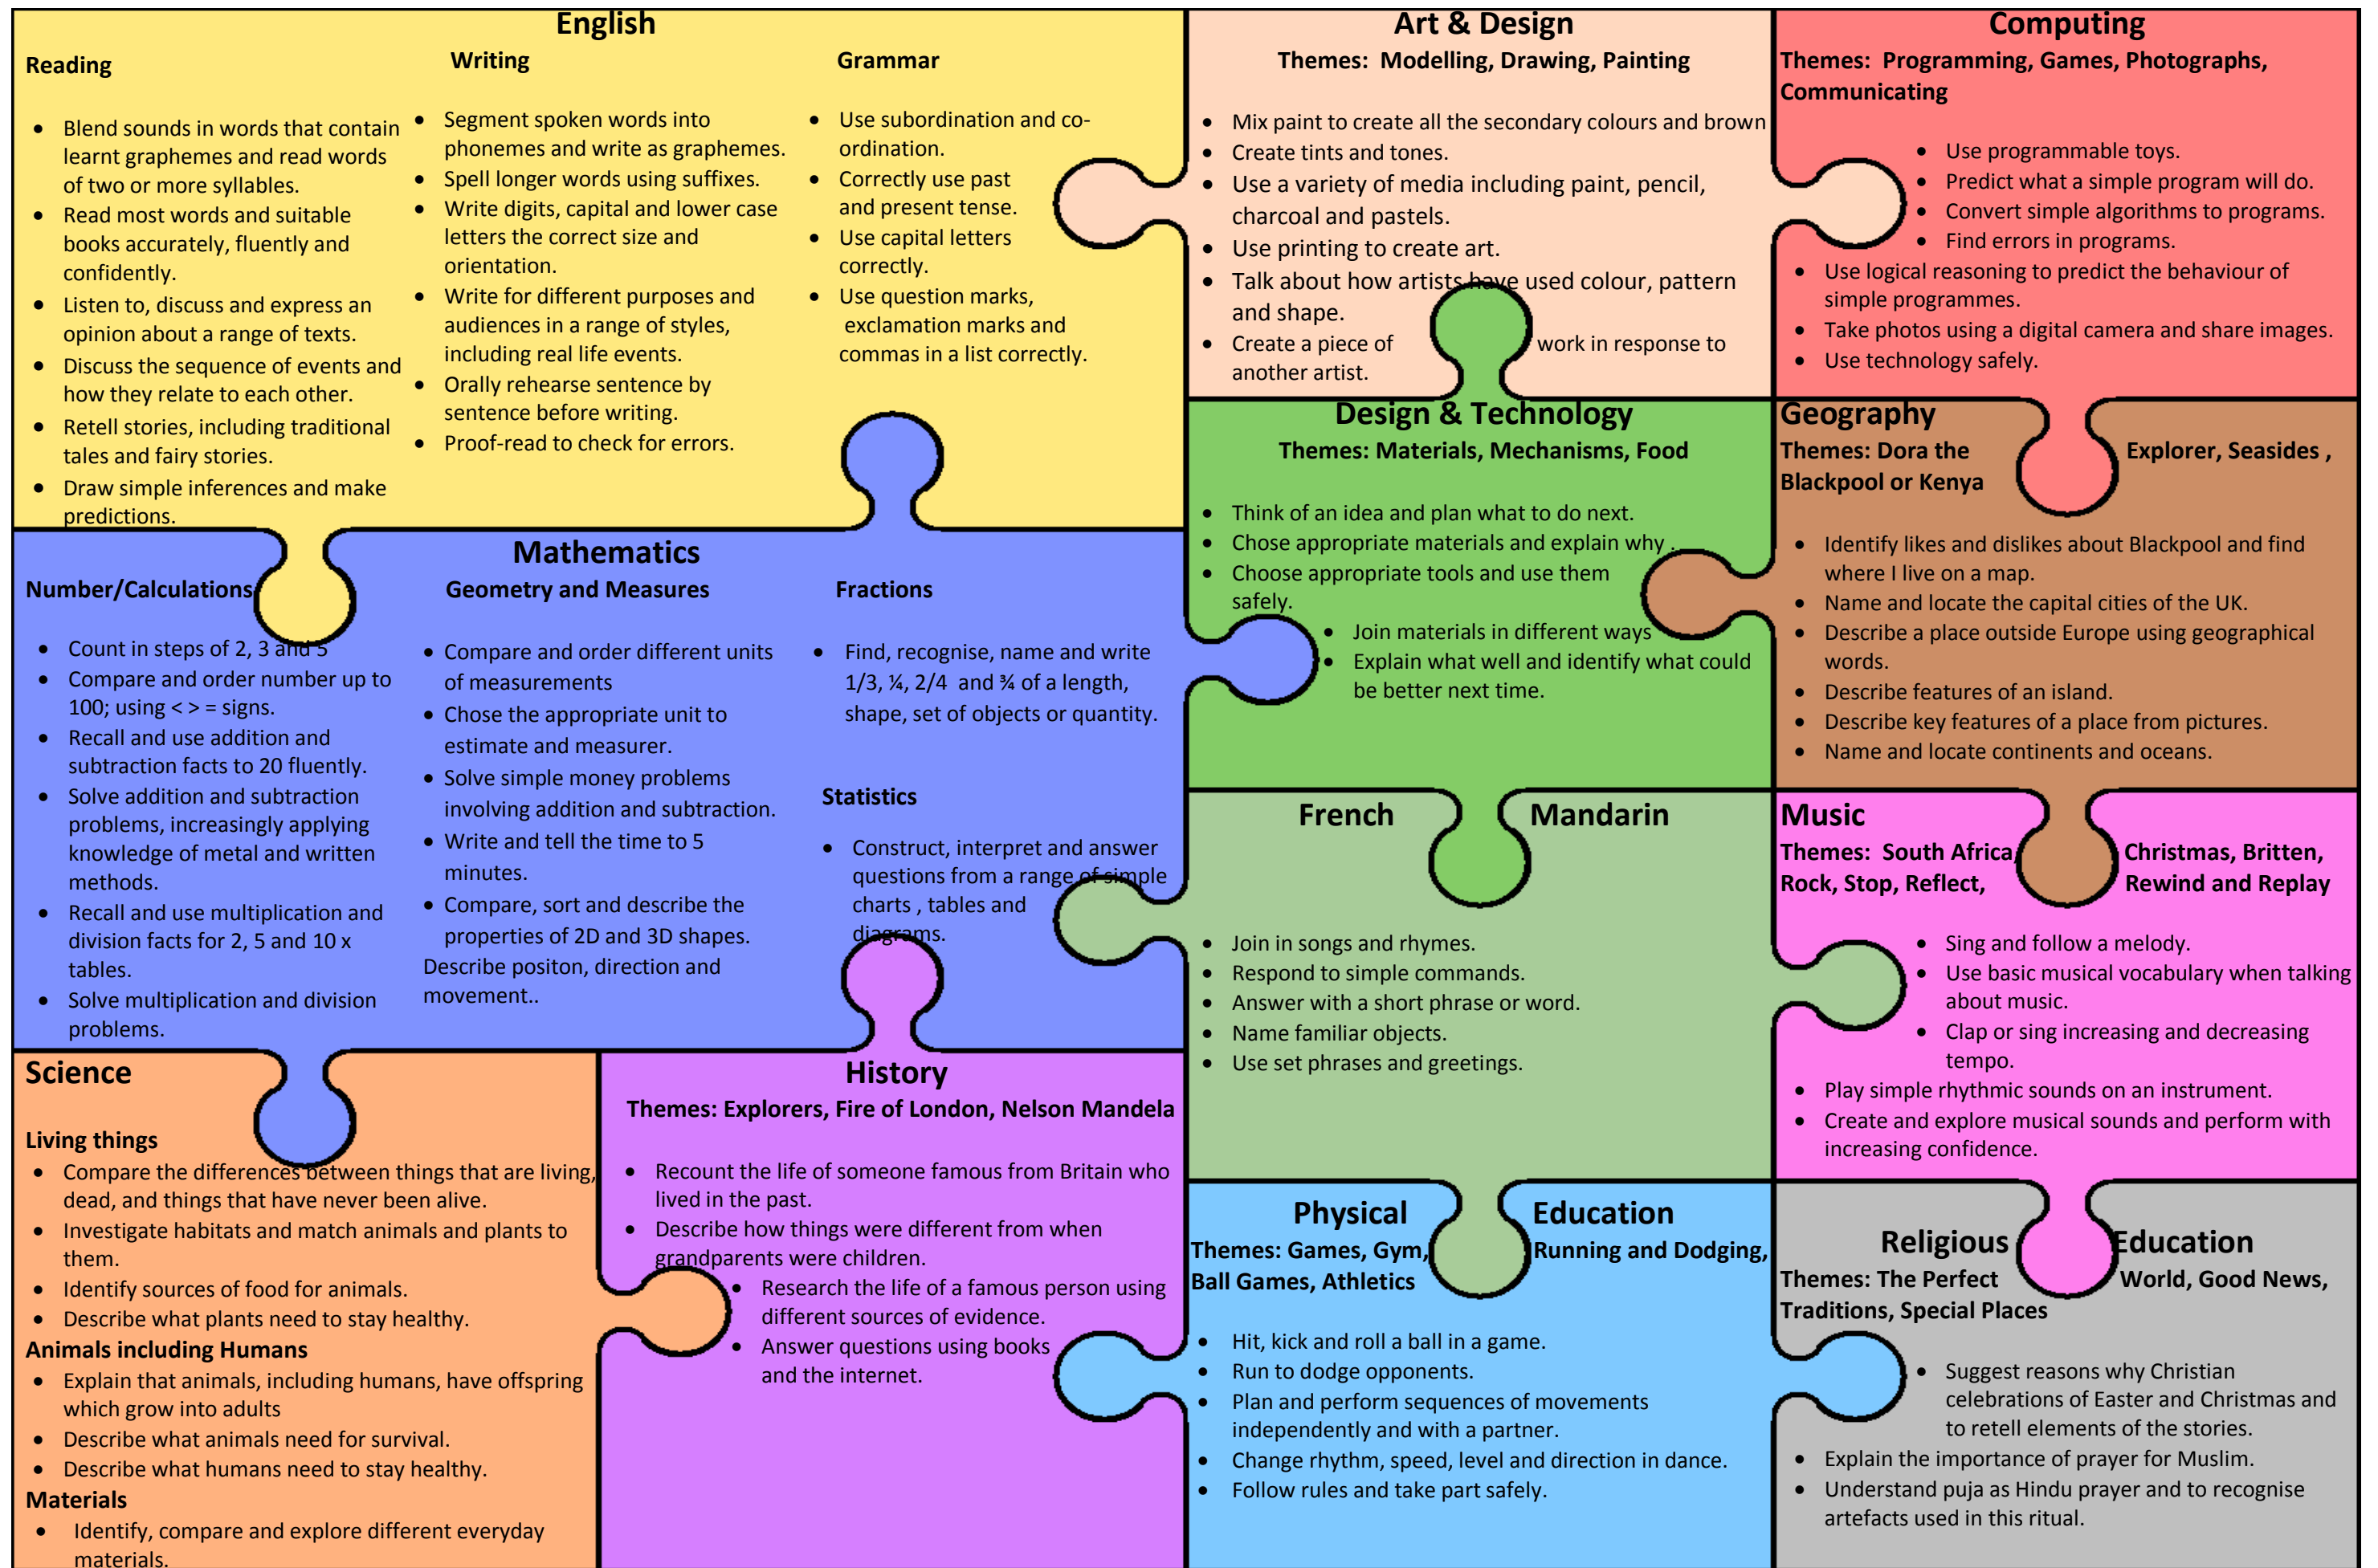 English
Reading
Blend sounds in words that contain
learnt graphemes and read words
of two or more syllables.
Read most words and suitable
books accurately, fluently and
confidently.
Listen to, discuss and express an
opinion about a range of texts.
Discuss the sequence of events and
how they relate to each other.
Retell stories, including traditional
tales and fairy stories.
Draw simple inferences and make
predictions.
Writing
Segment spoken words into
phonemes and write as graphemes.
Spell longer words using suffixes.
Write digits, capital and lower case
letters the correct size and
orientation.
Write for different purposes and
audiences in a range of styles,
including real life events.
Orally rehearse sentence by
sentence before writing.
Proof-read to check for errors.
Grammar
Use subordination and co-
ordination.
Correctly use past
and present tense.
Use capital letters
correctly.
Use question marks,
exclamation marks and
commas in a list correctly.
Art & Design
Themes: Modelling, Drawing, Painting
Mix paint to create all the secondary colours and brown
Create tints and tones.
Use a variety of media including paint, pencil,
charcoal and pastels.
Use printing to create art.
Talk about how artists have used colour, pattern
and shape.
Create a piece of work in response to
another artist.
Computing
Themes: Programming, Games, Photographs,
Communicating
Use programmable toys.
Predict what a simple program will do.
Convert simple algorithms to programs.
Find errors in programs.
Use logical reasoning to predict the behaviour of
simple programmes.
Take photos using a digital camera and share images.
Use technology safely.
Design & Technology
Themes: Materials, Mechanisms, Food
Think of an idea and plan what to do next.
Chose appropriate materials and explain why .
Choose appropriate tools and use them
safely.
Join materials in different ways
Explain what well and identify what could
be better next time.
Geography
Themes: Dora the Explorer, Seasides ,
Blackpool or Kenya
Identify likes and dislikes about Blackpool and find
where I live on a map.
Name and locate the capital cities of the UK.
Describe a place outside Europe using geographical
words.
Describe features of an island.
Describe key features of a place from pictures.
Name and locate continents and oceans.
Mathematics
Number/Calculations
Count in steps of 2, 3 and 5
Compare and order number up to
100; using < > = signs.
Recall and use addition and
subtraction facts to 20 fluently.
Solve addition and subtraction
problems, increasingly applying
knowledge of metal and written
methods.
Recall and use multiplication and
division facts for 2, 5 and 10 x
tables.
Solve multiplication and division
problems.
Geometry and Measures
Compare and order different units
of measurements
Chose the appropriate unit to
estimate and measurer.
Solve simple money problems
involving addition and subtraction.
Write and tell the time to 5
minutes.
Compare, sort and describe the
properties of 2D and 3D shapes.
Describe positon, direction and
movement..
Fractions
Find, recognise, name and write
1/3, ¼, 2/4 and ¾ of a length,
shape, set of objects or quantity.
Statistics
Construct, interpret and answer
questions from a range of simple
charts , tables and
diagrams.
French Mandarin
Join in songs and rhymes.
Respond to simple commands.
Answer with a short phrase or word.
Name familiar objects.
Use set phrases and greetings.
Music
Themes: South Africa, Christmas, Britten,
Rock, Stop, Reflect, Rewind and Replay
Sing and follow a melody.
Use basic musical vocabulary when talking
about music.
Clap or sing increasing and decreasing
tempo.
Play simple rhythmic sounds on an instrument.
Create and explore musical sounds and perform with
increasing confidence.
Science
Living things
Compare the differences between things that are living,
dead, and things that have never been alive.
Investigate habitats and match animals and plants to
them.
Identify sources of food for animals.
Describe what plants need to stay healthy.
Animals including Humans
Explain that animals, including humans, have offspring
which grow into adults
Describe what animals need for survival.
Describe what humans need to stay healthy.
Materials
Identify, compare and explore different everyday
materials.
History
Themes: Explorers, Fire of London, Nelson Mandela
Recount the life of someone famous from Britain who
lived in the past.
Describe how things were different from when
grandparents were children.
Research the life of a famous person using
different sources of evidence.
Answer questions using books
and the internet.
Physical Education
Themes: Games, Gym, Running and Dodging,
Ball Games, Athletics
Hit, kick and roll a ball in a game.
Run to dodge opponents.
Plan and perform sequences of movements
independently and with a partner.
Change rhythm, speed, level and direction in dance.
Follow rules and take part safely.
Religious Education
Themes: The Perfect World, Good News,
Traditions, Special Places
Suggest reasons why Christian
celebrations of Easter and Christmas and
to retell elements of the stories.
Explain the importance of prayer for Muslim.
Understand puja as Hindu prayer and to recognise
artefacts used in this ritual.